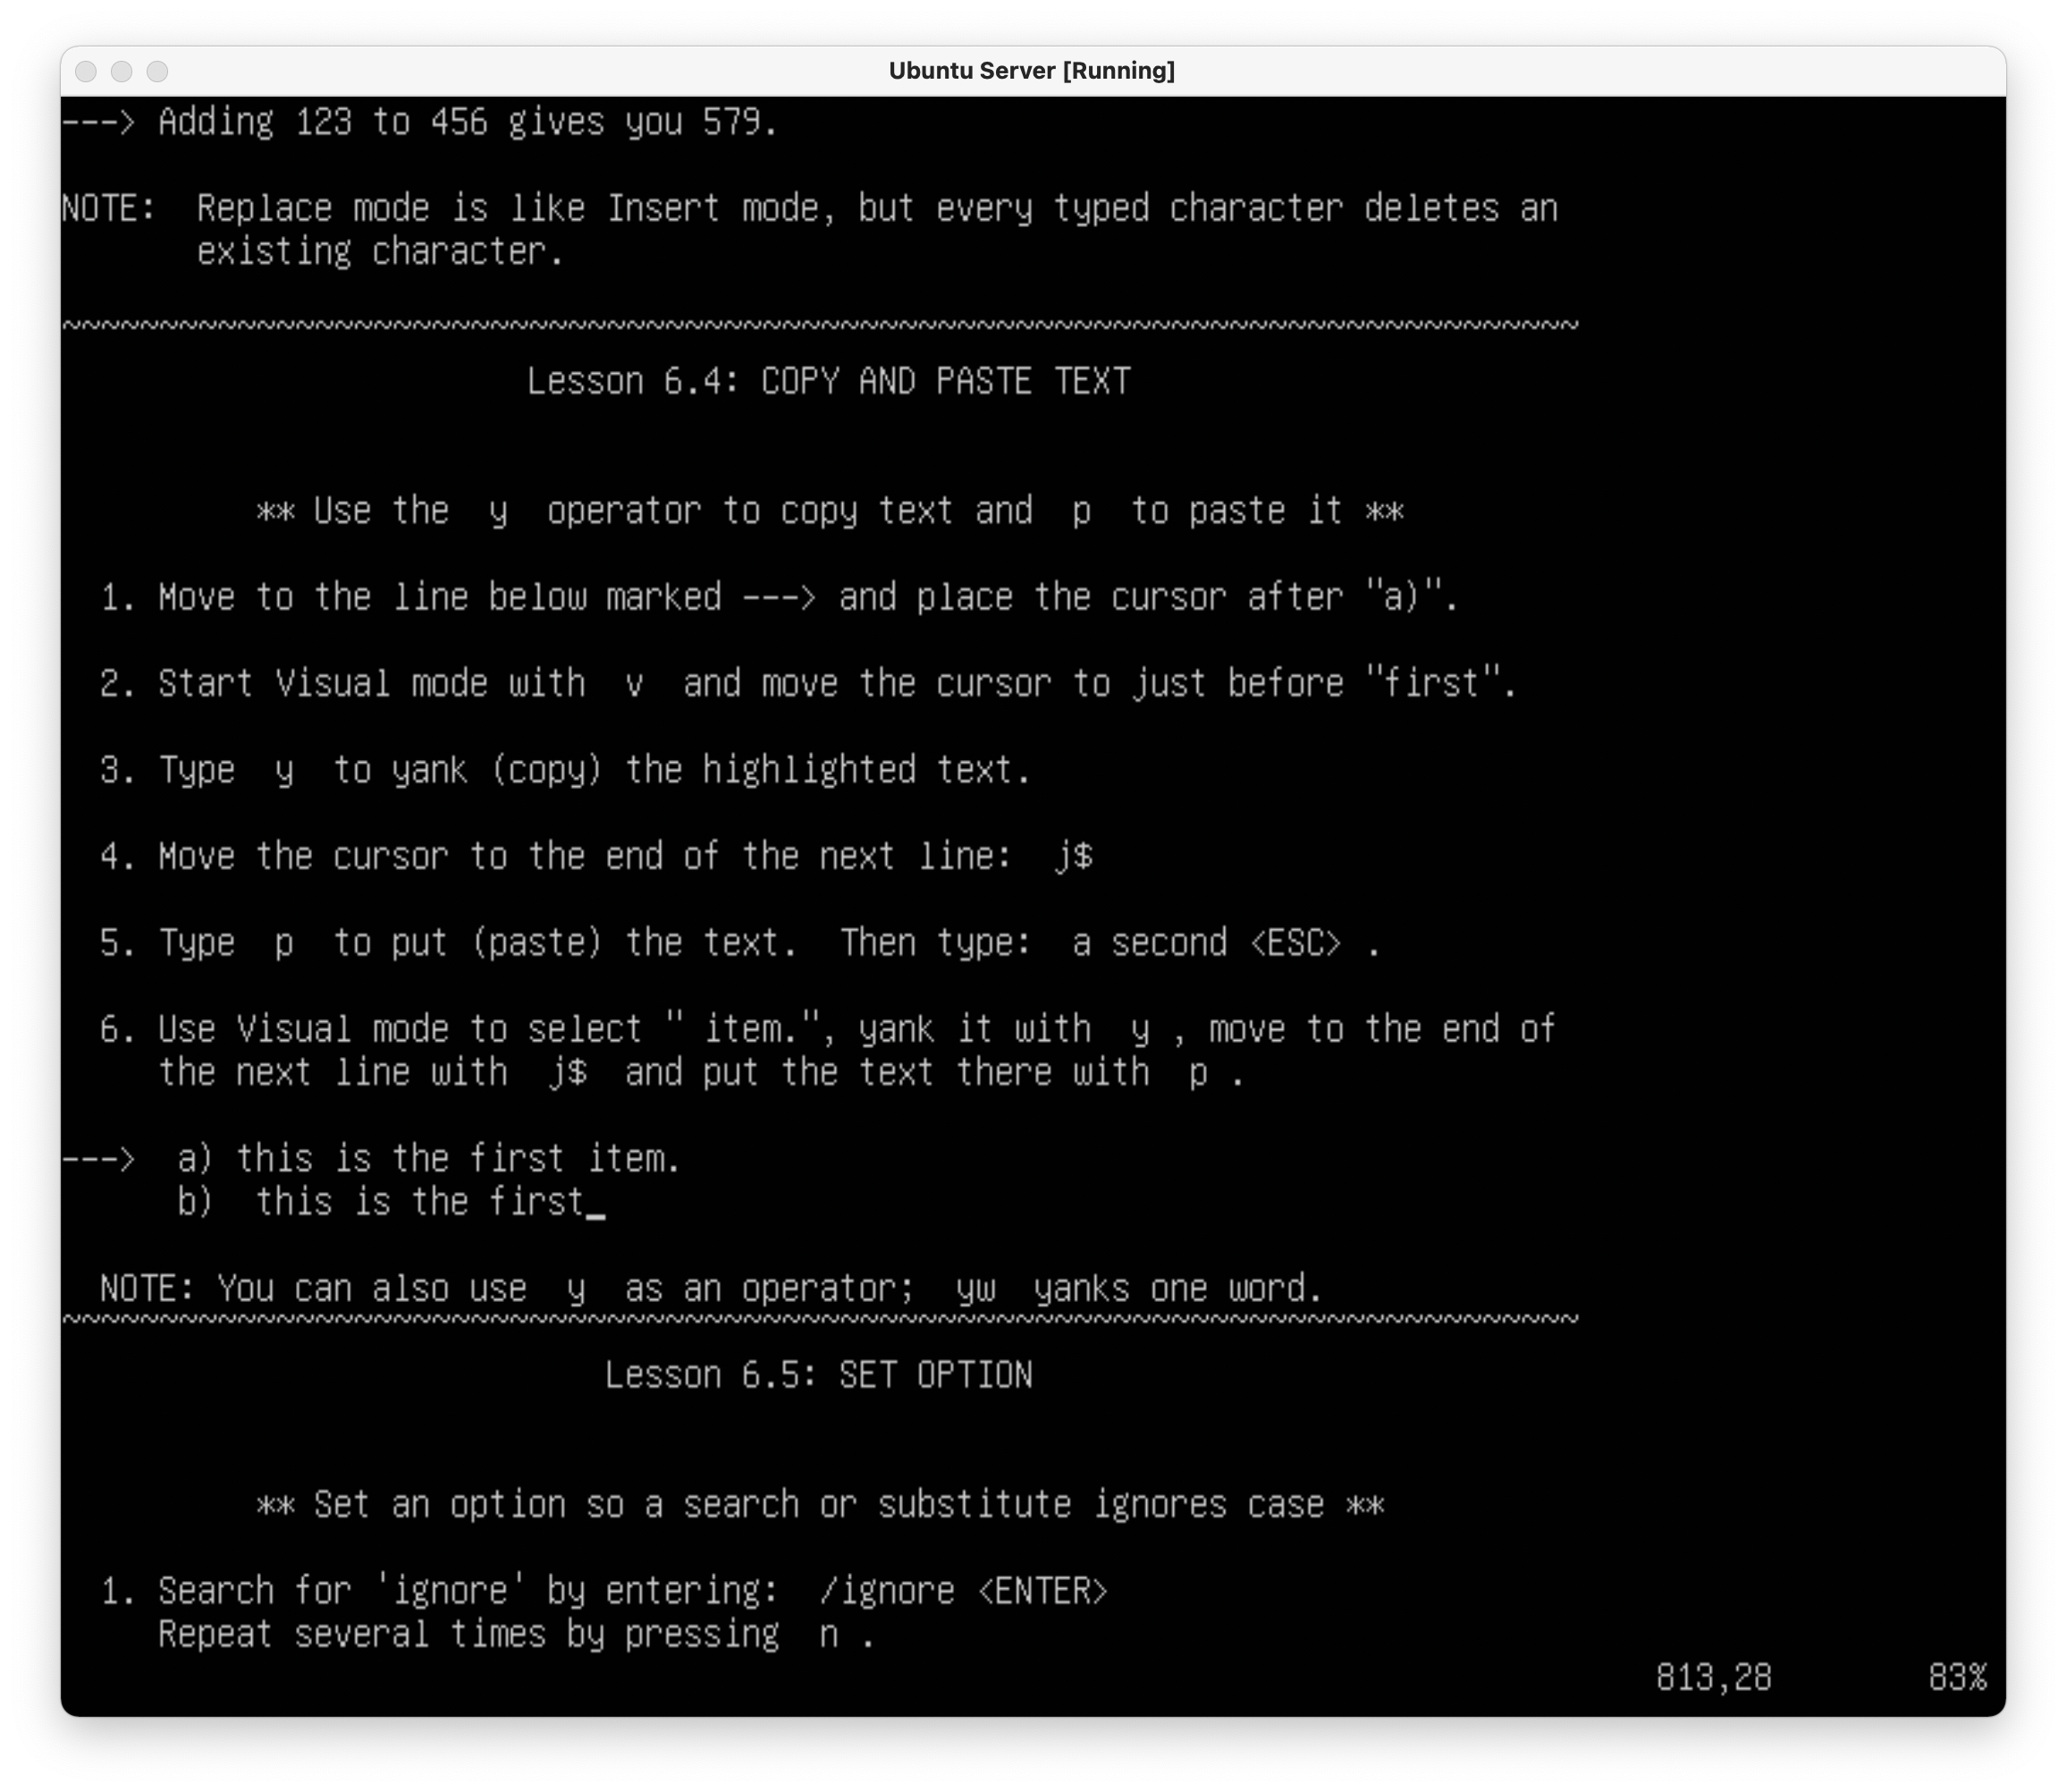 Ubuntu Server [Running]
---> Adding 123 to 456 gives you 579.
NOTE:  Replace mode is like Insert mode, but every typed character deletes an
       existing character.
~~~~~~~~~~~~~~~~~~~~~~~~~~~~~~~~~~~~~~~~~~~~~~~~~~~~~~~~~~~~~~~~~~~~~~~~~~~~~~
                        Lesson 6.4: COPY AND PASTE TEXT
          ** Use the  y  operator to copy text and  p  to paste it **
  1. Move to the line below marked ---> and place the cursor after "a)".
  2. Start Visual mode with  v  and move the cursor to just before "first".
  3. Type  y  to yank (copy) the highlighted text.
  4. Move the cursor to the end of the next line:  j$
  5. Type  p  to put (paste) the text.  Then type:  a second <ESC> .
  6. Use Visual mode to select " item.", yank it with  y , move to the end of
     the next line with  j$  and put the text there with  p .
--->  a) this is the first item.
      b)  this is the first_
  NOTE: You can also use  y  as an operator;  yw  yanks one word.
~~~~~~~~~~~~~~~~~~~~~~~~~~~~~~~~~~~~~~~~~~~~~~~~~~~~~~~~~~~~~~~~~~~~~~~~~~~~~~
                            Lesson 6.5: SET OPTION
          ** Set an option so a search or substitute ignores case **
  1. Search for 'ignore' by entering:  /ignore <ENTER>
     Repeat several times by pressing  n .
813,28        83%